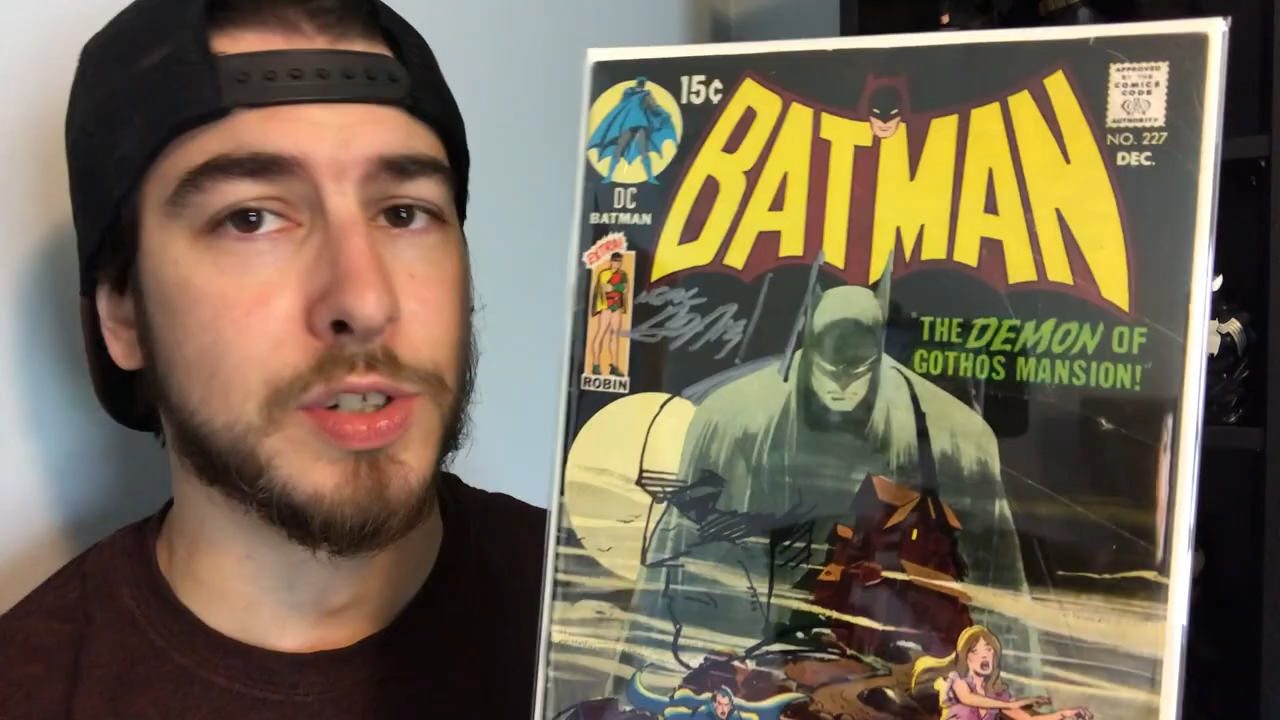 15¢
BATMAN
APPROVED
BY THE
COMICS
CODE
AUTHORITY
NO. 227
DEC.
DC
BATMAN
EXTRA!
ROBIN
"THE DEMON OF
GOTHOS MANSION!"